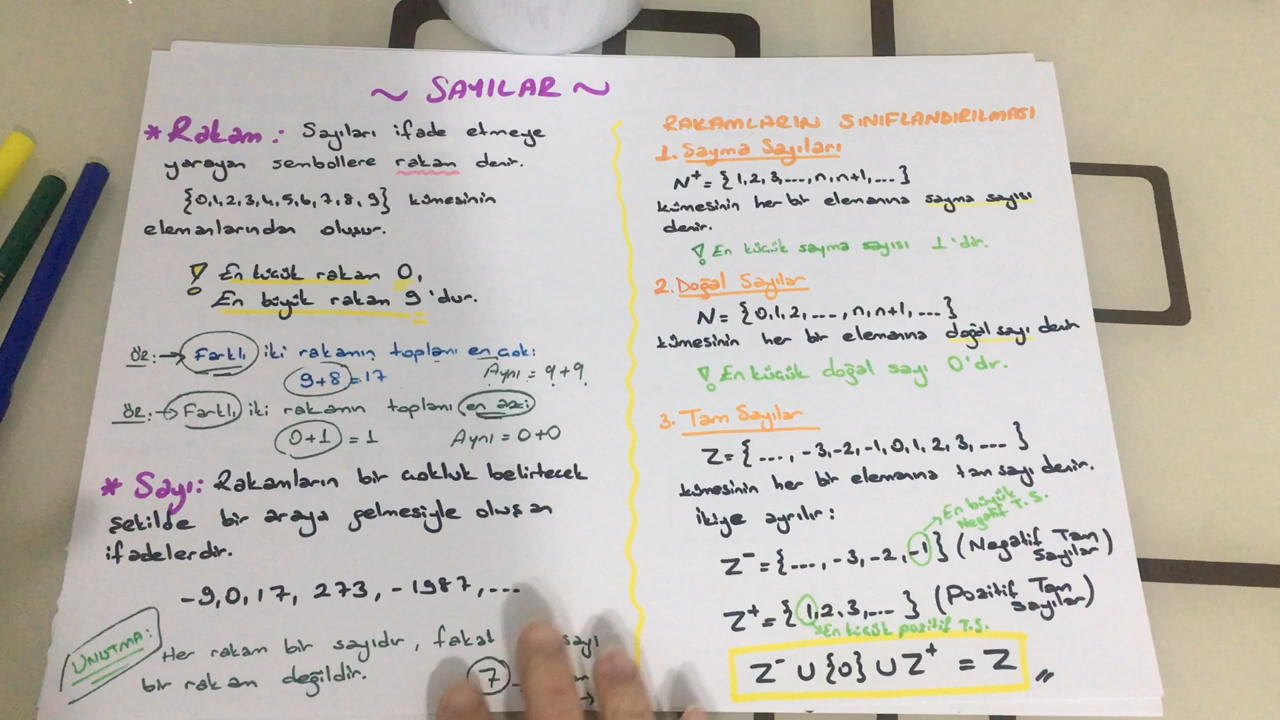 ~ SAYILAR ~
* Rakam: Sayıları ifade etmeye
yarayan sembollere rakam denir.
{0,1,2,3,4,5,6,7,8,9} kümesinin
elemanlarından oluşur.
! En küçük rakam 0,
En büyük rakam 9'dur.
ÖR: → Farklı iki rakamın toplamı en çok:
9+8=17 Aynı = 9+9
ÖR: → Farklı iki rakamın toplamı en az:
0+1=1 Aynı = 0+0
* Sayı: Rakamların bir çokluk belirtecek
şekilde bir araya gelmesiyle oluşan
ifadelerdir.
-9,0,17, 273, -1987,...
UNUTMA:
Her rakam bir sayıdır, fakat sayı
bir rakam değildir. 7
RAKAMLARIN SINIFLANDIRILMASI
1. Sayma Sayıları
N⁺ = {1,2,3,...,n,n+1,...}
kümesinin her bir elemanına sayma sayısı
denir.
! En küçük sayma sayısı 1'dir.
2. Doğal Sayılar
N = {0,1,2,...,n,n+1,...}
kümesinin her bir elemanına doğal sayı denir
! En küçük doğal sayı 0'dır.
3. Tam Sayılar
Z = {..., -3,-2,-1,0,1,2,3,...}
kümesinin her bir elemanına tam sayı denir.
İkiye ayrılır:
→ En büyük
Negatif T.S.
Z⁻ = {..., -3, -2, -1} (Negatif Tam
Sayılar)
Z⁺ = {1,2,3,...} (Pozitif Tam
Sayılar)
→ En küçük pozitif T.S.
Z⁻ ∪ {0} ∪ Z⁺ = Z